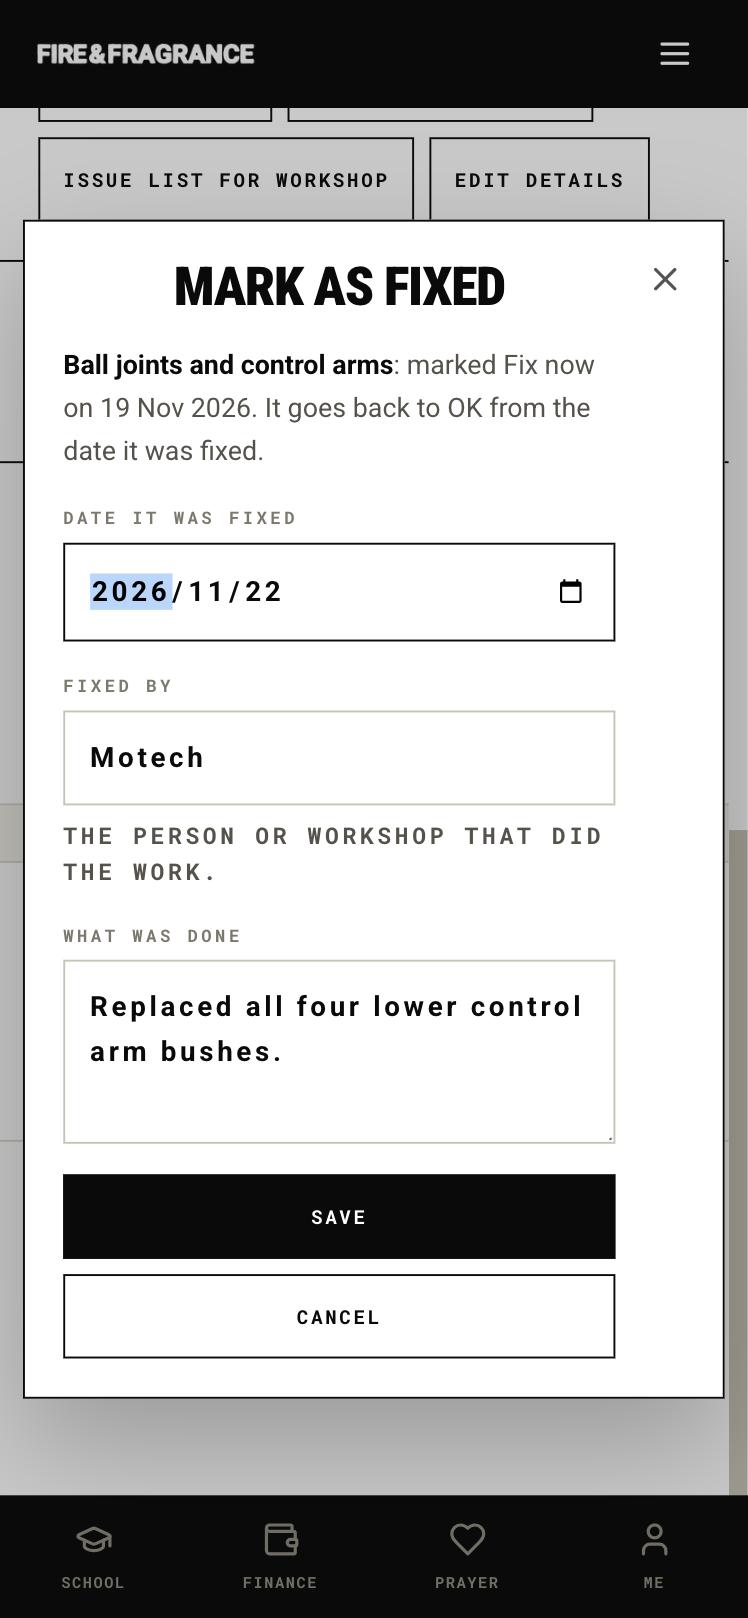 FIRE&FRAGRANCE
ISSUE LIST FOR WORKSHOP
EDIT DETAILS
MARK AS FIXED
Ball joints and control arms: marked Fix now
on 19 Nov 2026. It goes back to OK from the
date it was fixed.
DATE IT WAS FIXED
2026/11/22
FIXED BY
Motech
THE PERSON OR WORKSHOP THAT DID
THE WORK.
WHAT WAS DONE
Replaced all four lower control
arm bushes.
SAVE
CANCEL
SCHOOL
FINANCE
PRAYER
ME